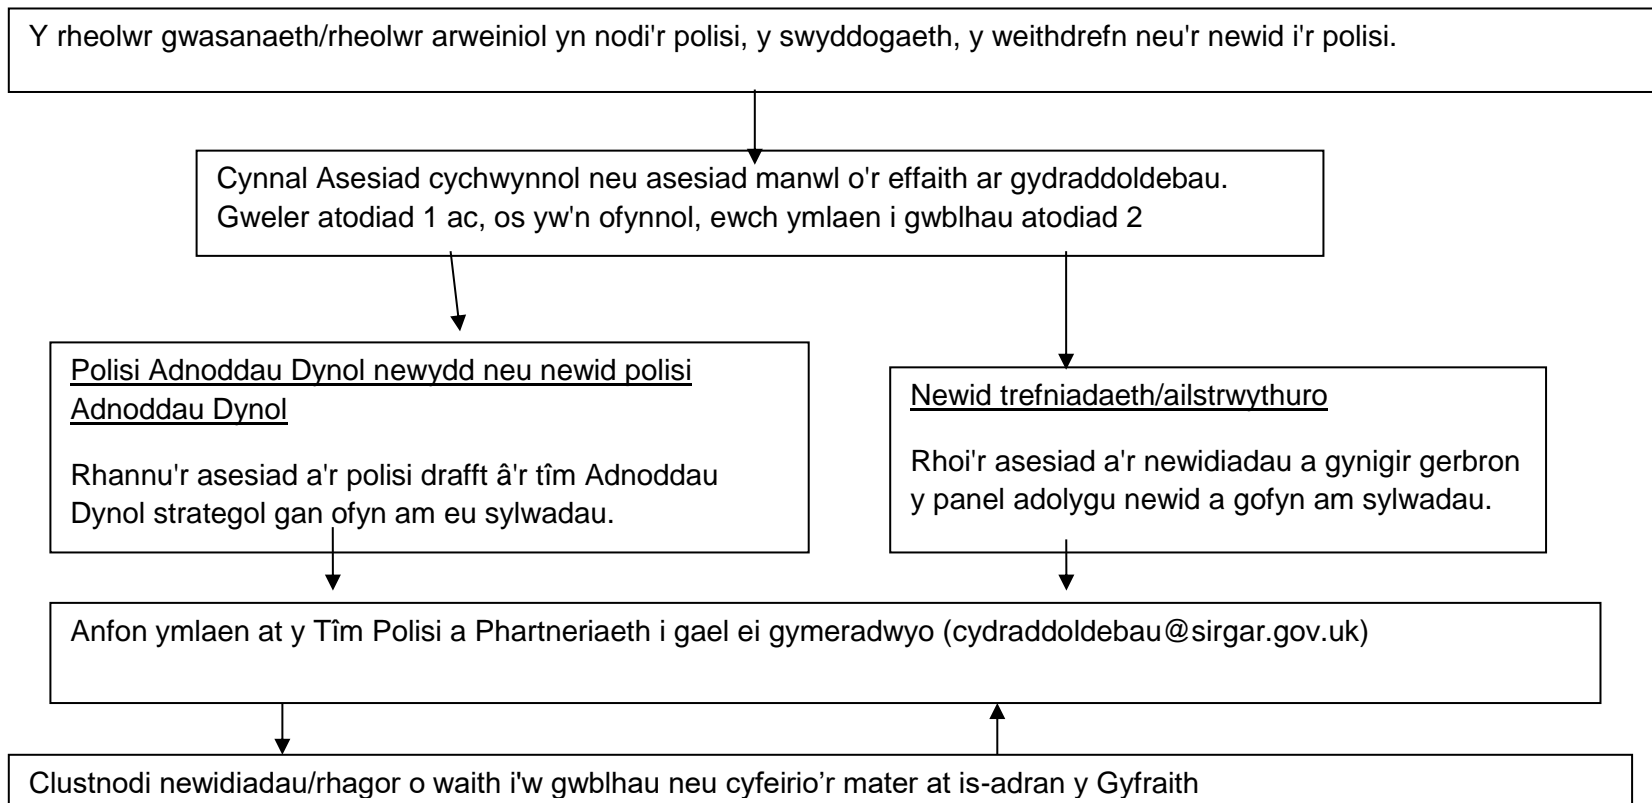 Y rheolwr gwasanaeth/rheolwr arweiniol yn nodi'r polisi, y swyddogaeth, y weithdrefn neu'r newid i'r polisi.
Cynnal Asesiad cychwynnol neu asesiad manwl o'r effaith ar gydraddoldebau.
Gweler atodiad 1 ac, os yw'n ofynnol, ewch ymlaen i gwblhau atodiad 2
Polisi Adnoddau Dynol newydd neu newid polisi
Adnoddau Dynol
Rhannu'r asesiad a'r polisi drafft â'r tîm Adnoddau
Dynol strategol gan ofyn am eu sylwadau.
Newid trefniadaeth/ailstrwythuro
Rhoi'r asesiad a'r newidiadau a gynigir gerbron
y panel adolygu newid a gofyn am sylwadau.
Anfon ymlaen at y Tîm Polisi a Phartneriaeth i gael ei gymeradwyo (cydraddoldebau@sirgar.gov.uk)
Clustnodi newidiadau/rhagor o waith i'w gwblhau neu cyfeirio’r mater at is-adran y Gyfraith